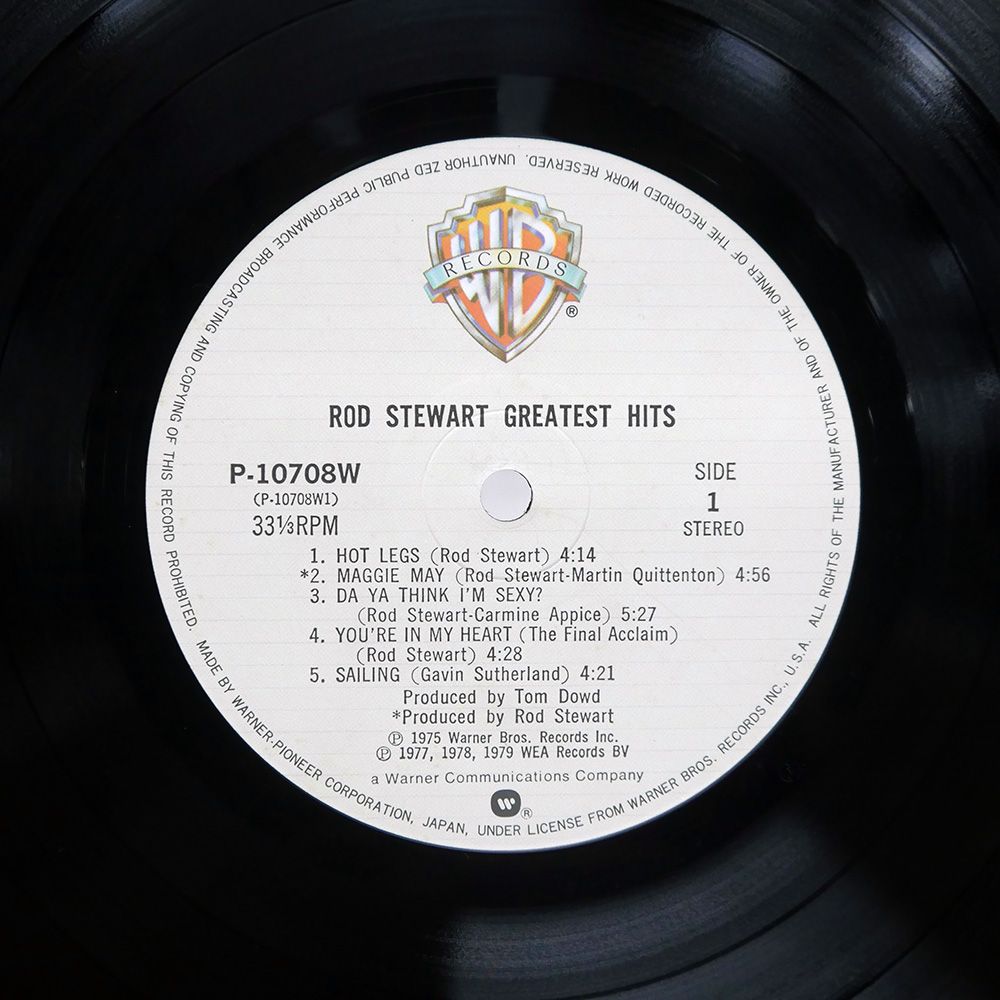 WB
RECORDS
®
ROD STEWART GREATEST HITS
P-10708W
(P-10708W1)
33⅓RPM
SIDE
1
STEREO
1. HOT LEGS (Rod Stewart) 4:14
*2. MAGGIE MAY (Rod Stewart-Martin Quittenton) 4:56
3. DA YA THINK I'M SEXY?
(Rod Stewart-Carmine Appice) 5:27
4. YOU'RE IN MY HEART (The Final Acclaim)
(Rod Stewart) 4:28
5. SAILING (Gavin Sutherland) 4:21
Produced by Tom Dowd
*Produced by Rod Stewart
℗ 1975 Warner Bros. Records Inc.
℗ 1977, 1978, 1979 WEA Records BV
a Warner Communications Company
W®
MADE BY WARNER-PIONEER CORPORATION, JAPAN, UNDER LICENSE FROM WARNER BROS. RECORDS INC., U.S.A. ALL RIGHTS OF THE MANUFACTURER AND OF THE OWNER OF THE RECORDED WORK RESERVED. UNAUTHOR ZED PUBLIC PERFORMANCE BROADCASTING AND COPYING OF THIS RECORD PROHIBITED.